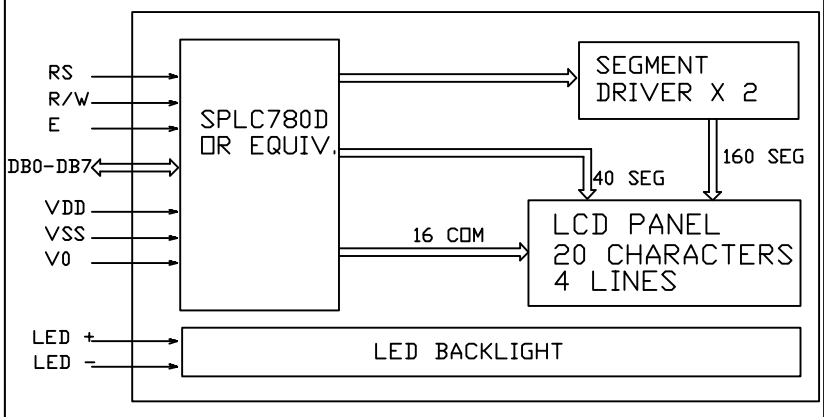 RS
R/W
E
DB0-DB7
VDD
VSS
V0
LED +
LED -
SPLC780D
OR EQUIV.
SEGMENT
DRIVER X 2
160 SEG
40 SEG
16 COM
LCD PANEL
20 CHARACTERS
4 LINES
LED BACKLIGHT